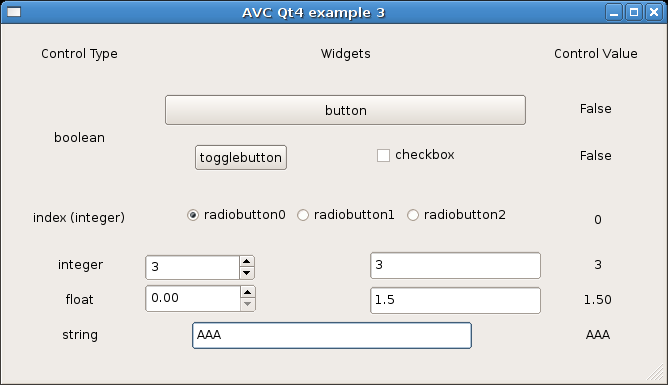 AVC Qt4 example 3
Control Type Widgets Control Value
button False
boolean
togglebutton checkbox False
index (integer) radiobutton0 radiobutton1 radiobutton2 0
integer 3 3 3
float 0.00 1.5 1.50
string AAA AAA